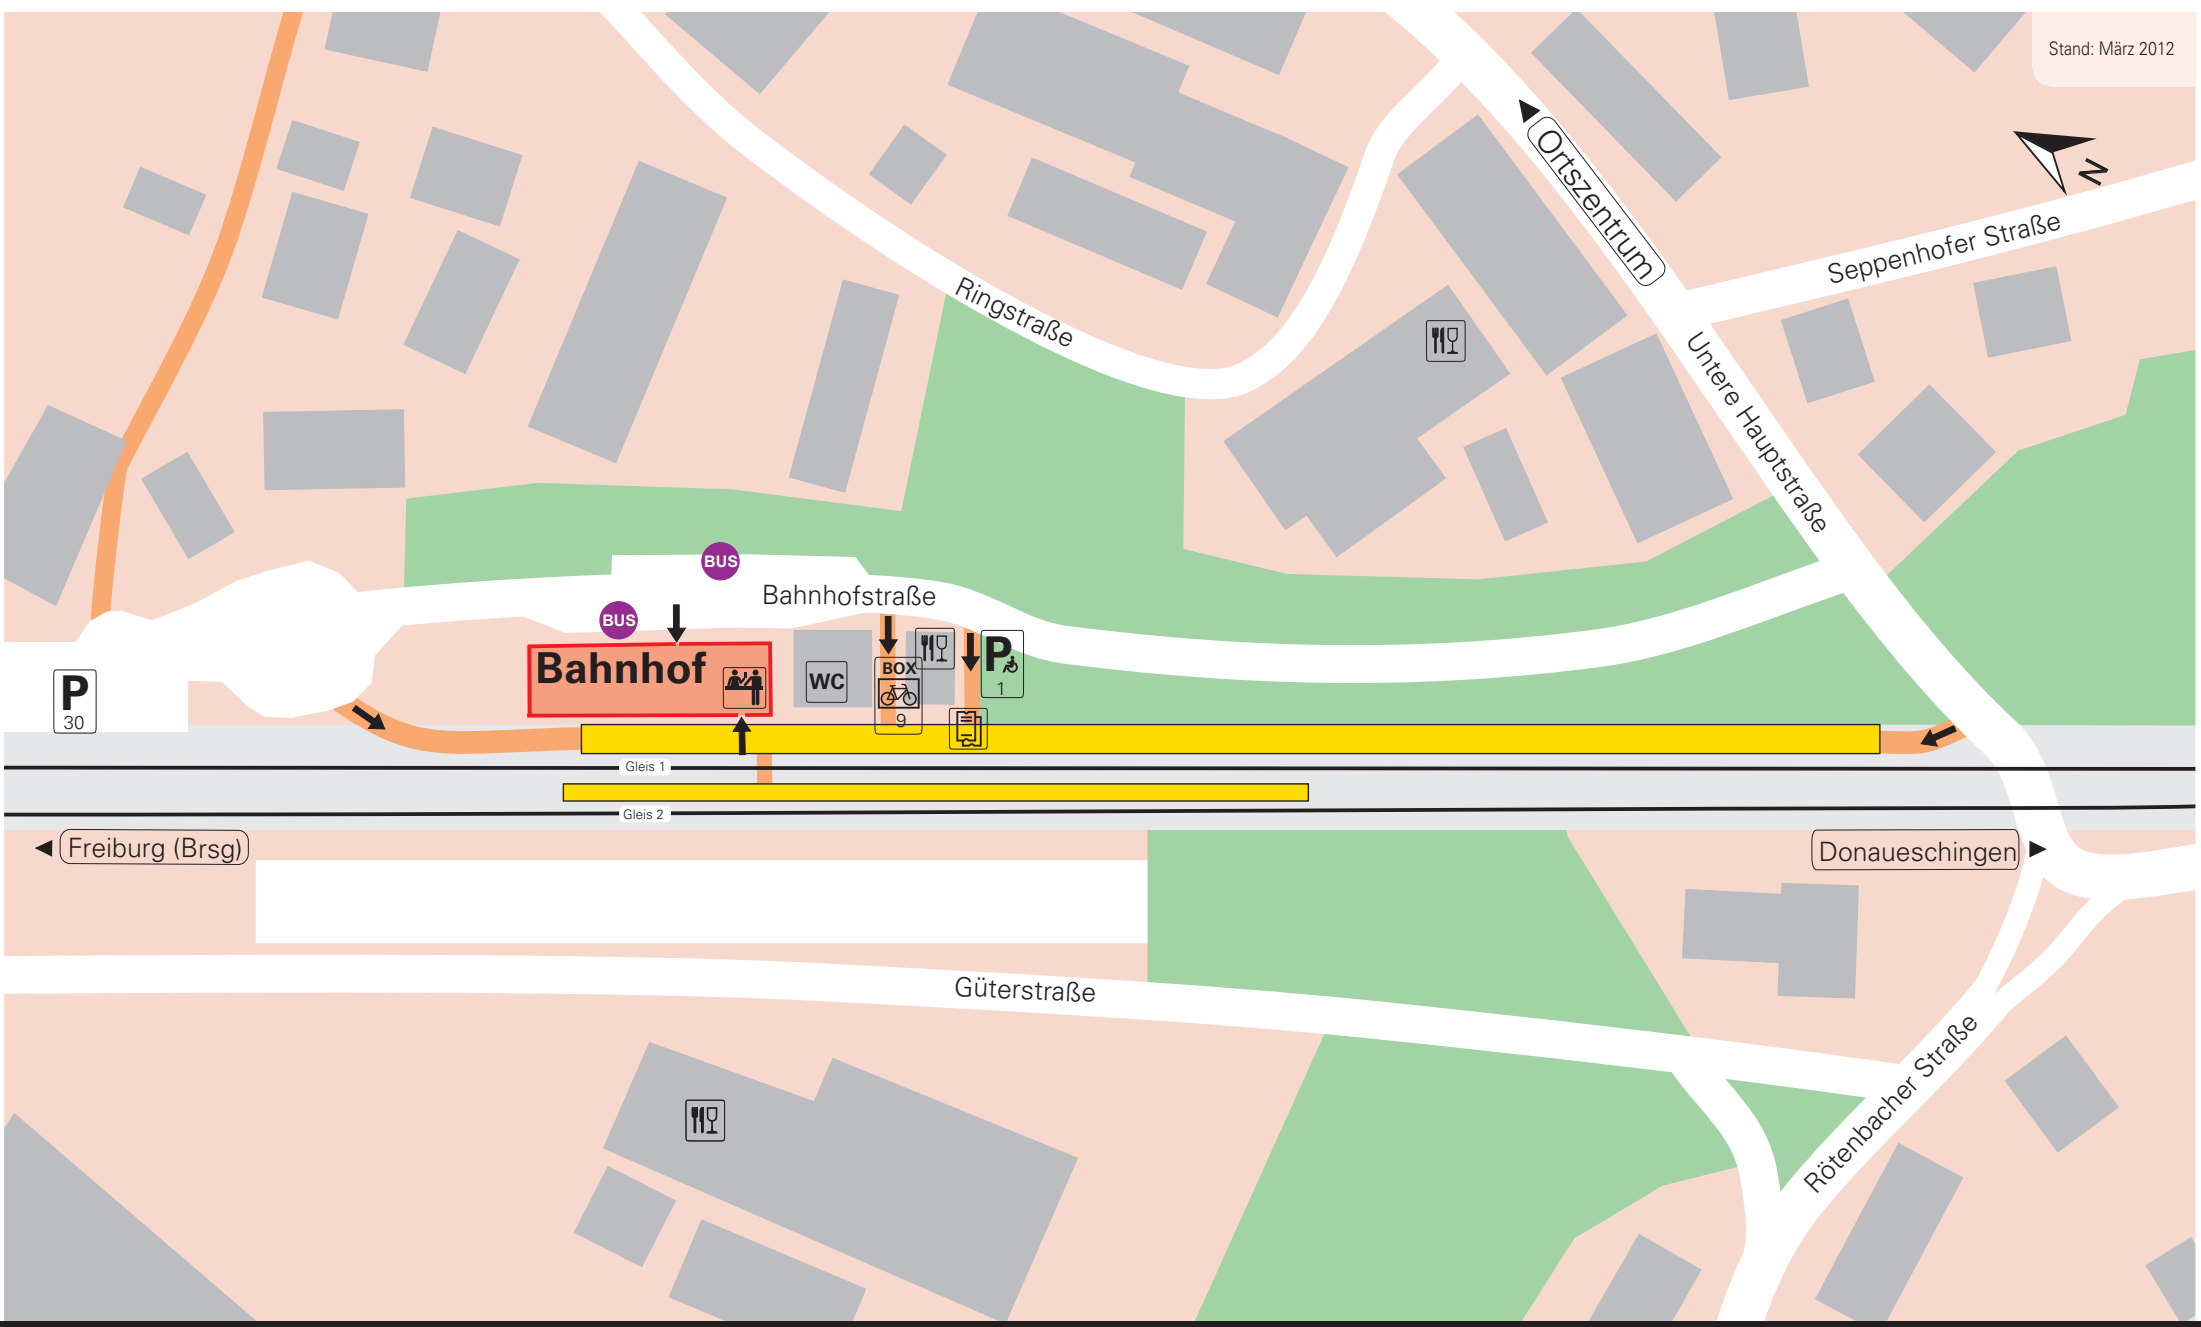 Stand: März 2012
N
Ortszentrum
Seppenhofer Straße
Ringstraße
Untere Hauptstraße
BUS
Bahnhofstraße
BUS
Bahnhof
WC
BOX
9
P
1
P
30
Gleis 1
Gleis 2
Freiburg (Brsg)
Donaueschingen
Güterstraße
Rötenbacher Straße